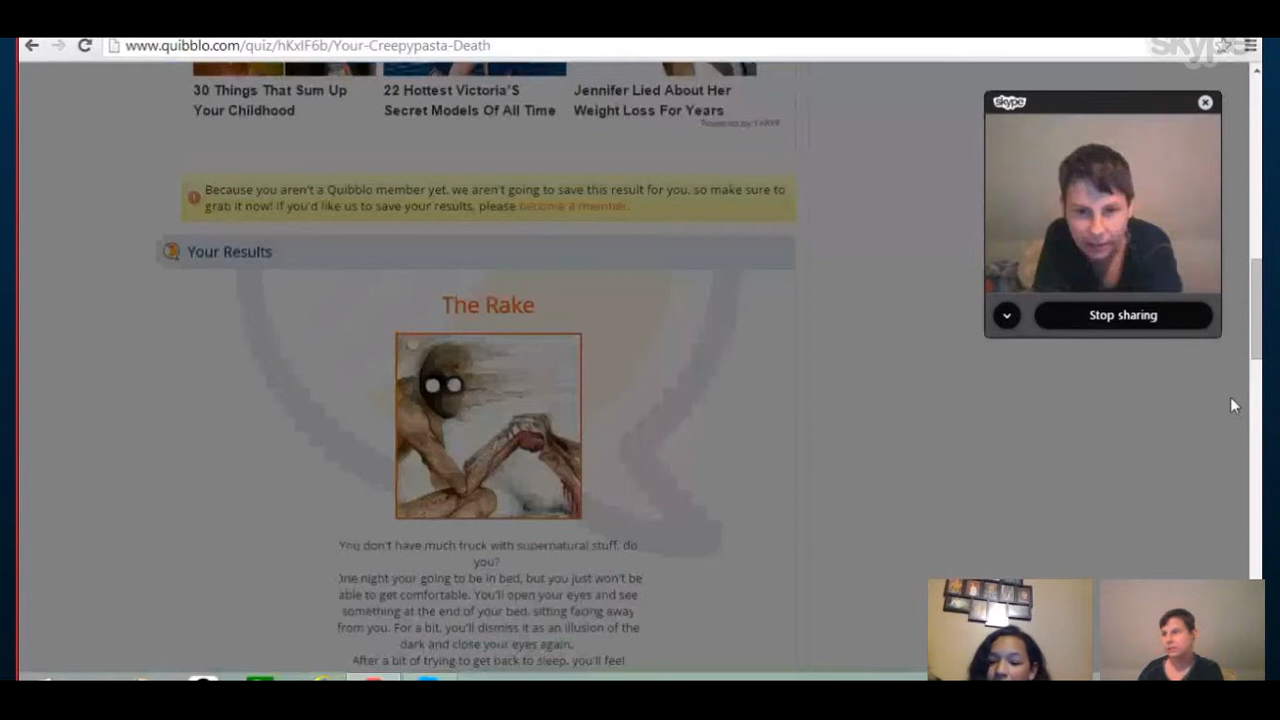 www.quibblo.com/quiz/hKxIF6b/Your-Creepypasta-Death
skype
30 Things That Sum Up
Your Childhood
22 Hottest Victoria'S
Secret Models Of All Time
Jennifer Lied About Her
Weight Loss For Years
Because you aren't a Quibblo member yet, we aren't going to save this result for you, so make sure to
grab it now! If you'd like us to save your results, please become a member.
Your Results
The Rake
You don't have much truck with supernatural stuff, do
you?
One night your going to be in bed, but you just won't be
able to get comfortable. You'll open your eyes and see
something at the end of your bed, sitting facing away
from you. For a bit, you'll dismiss it as an illusion of the
dark and close your eyes again.
After a bit of trying to get back to sleep, you'll feel
skype
Stop sharing